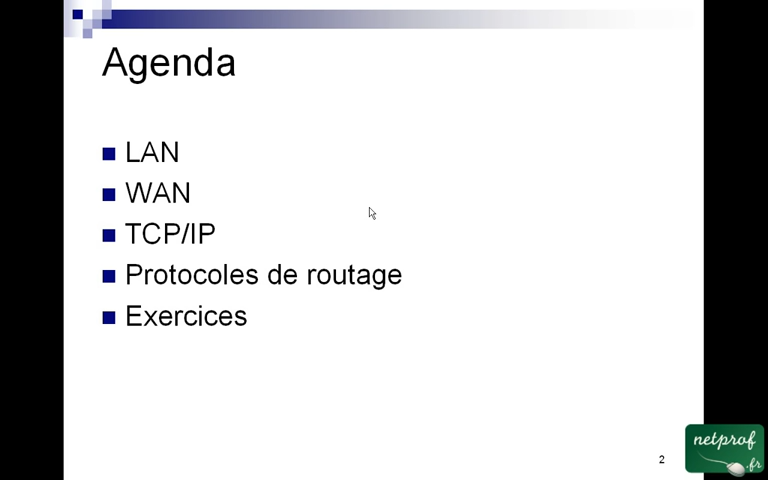 Agenda
LAN
WAN
TCP/IP
Protocoles de routage
Exercices
2
netprof
.fr